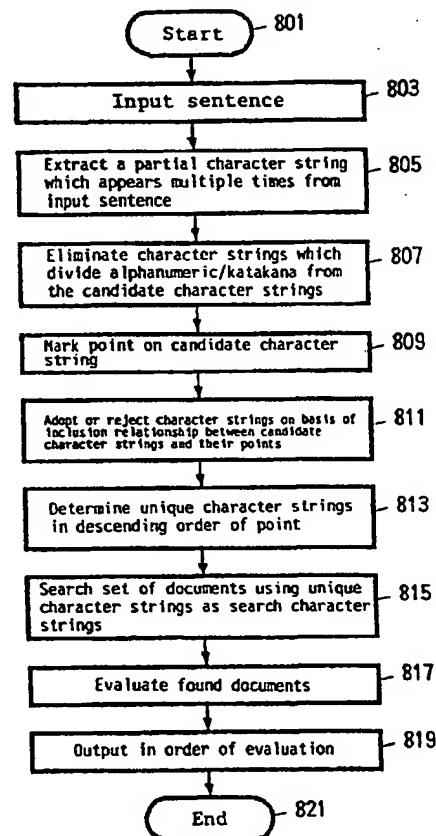 Start 801
Input sentence 803
Extract a partial character string
which appears multiple times from
input sentence 805
Eliminate character strings which
divide alphanumeric/katakana from
the candidate character strings 807
Mark point on candidate character
string 809
Adopt or reject character strings on basis of
inclusion relationship between candidate
character strings and their points 811
Determine unique character strings
in descending order of point 813
Search set of documents using unique
character strings as search character
strings 815
Evaluate found documents 817
Output in order of evaluation 819
End 821